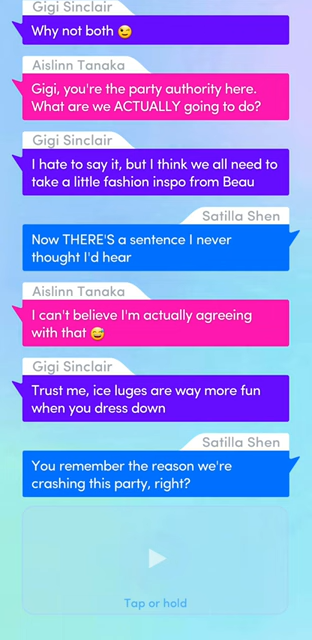 Gigi Sinclair
Why not both 😉
Aislinn Tanaka
Gigi, you're the party authority here.
What are we ACTUALLY going to do?
Gigi Sinclair
I hate to say it, but I think we all need to
take a little fashion inspo from Beau
Satilla Shen
Now THERE'S a sentence I never
thought I'd hear
Aislinn Tanaka
I can't believe I'm actually agreeing
with that 😅
Gigi Sinclair
Trust me, ice luges are way more fun
when you dress down
Satilla Shen
You remember the reason we're
crashing this party, right?
Tap or hold